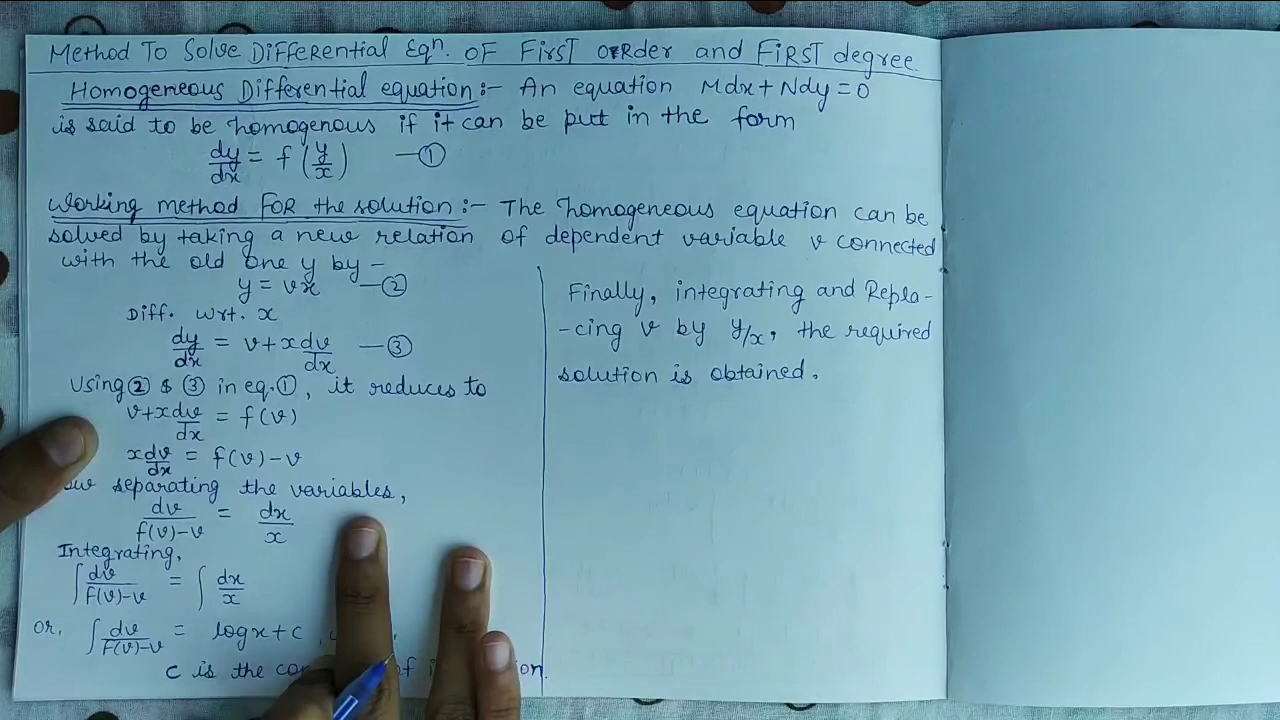 Method To Solve Differential Eqn. OF First order and First degree
Homogeneous Differential equation :- An equation Mdx + Ndy = 0
is said to be homogenous if it can be put in the form
dy/dx = f(y/x) —①
Working method FOR the solution :- The homogeneous equation can be
solved by taking a new relation of dependent variable v connected
with the old one y by -
y = vx —②
Diff. wrt. x
dy/dx = v + x dv/dx —③
Using ② & ③ in eq. ①, it reduces to
v + x dv/dx = f(v)
x dv/dx = f(v) - v
separating the variables,
dv/f(v)-v = dx/x
Integrating,
∫ dv/f(v)-v = ∫ dx/x
or, ∫ dv/f(v)-v = log x + c
c is the
Finally, integrating and Repla-
-cing v by y/x, the required
solution is obtained.